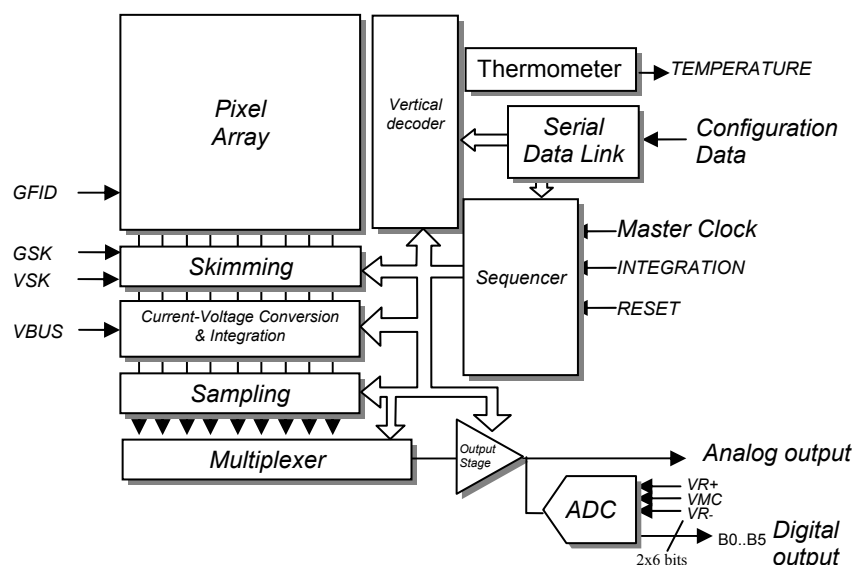 Pixel
Array
Vertical
decoder
Thermometer
TEMPERATURE
Serial
Data Link
Configuration
Data
GFID
GSK
VSK
Skimming
Sequencer
Master Clock
INTEGRATION
RESET
VBUS
Current-Voltage Conversion
& Integration
Sampling
Multiplexer
Output
Stage
Analog output
ADC
VR+
VMC
VR-
2x6 bits
B0..B5
Digital
output